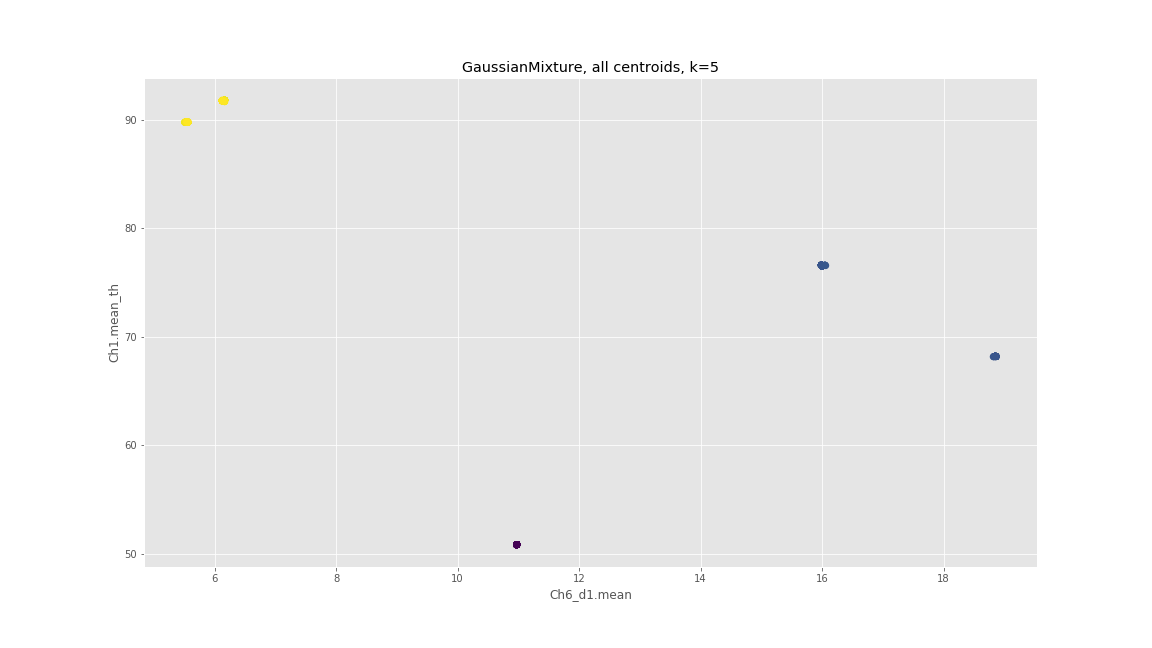 GaussianMixture, all centroids, k=5
90
80
70
60
50
Ch1.mean_th
6 8 10 12 14 16 18
Ch6_d1.mean